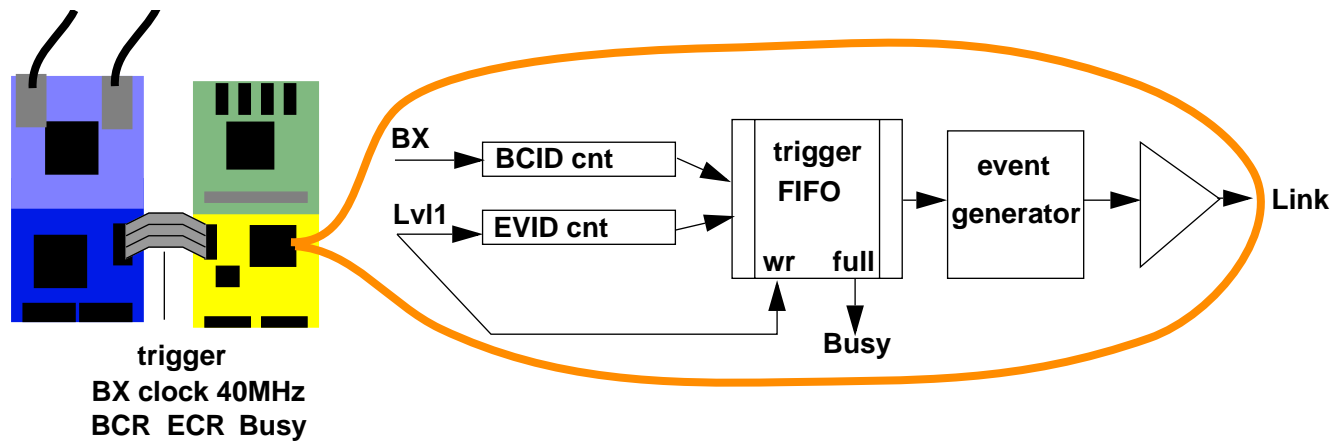 BX
BCID cnt
Lvl1
EVID cnt
trigger
FIFO
wr full
Busy
event
generator
Link
trigger
BX clock 40MHz
BCR ECR Busy